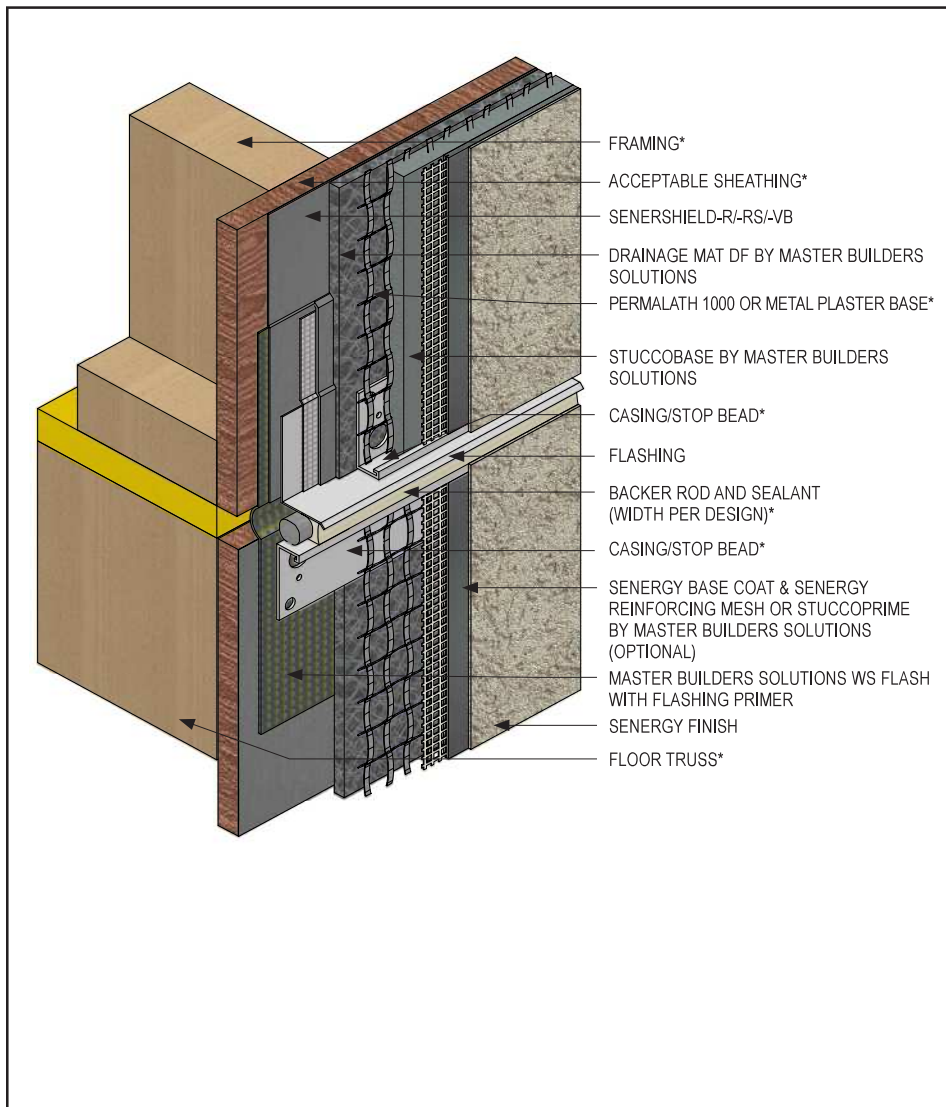 FRAMING*
ACCEPTABLE SHEATHING*
SENERSHIELD-R/-RS/-VB
DRAINAGE MAT DF BY MASTER BUILDERS
SOLUTIONS
PERMALATH 1000 OR METAL PLASTER BASE*
STUCCOBASE BY MASTER BUILDERS
SOLUTIONS
CASING/STOP BEAD*
FLASHING
BACKER ROD AND SEALANT
(WIDTH PER DESIGN)*
CASING/STOP BEAD*
SENERGY BASE COAT & SENERGY
REINFORCING MESH OR STUCCOPRIME
BY MASTER BUILDERS SOLUTIONS
(OPTIONAL)
MASTER BUILDERS SOLUTIONS WS FLASH
WITH FLASHING PRIMER
SENERGY FINISH
FLOOR TRUSS*